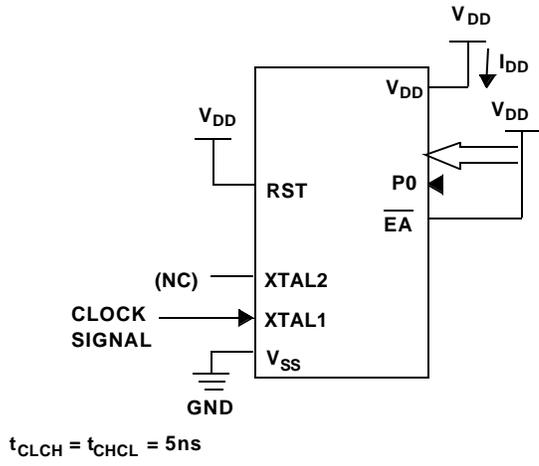 VDD
IDD
VDD
VDD
VDD
P0
RST
EA
(NC)
XTAL2
CLOCK
SIGNAL
XTAL1
VSS
GND
tCLCH = tCHCL = 5ns